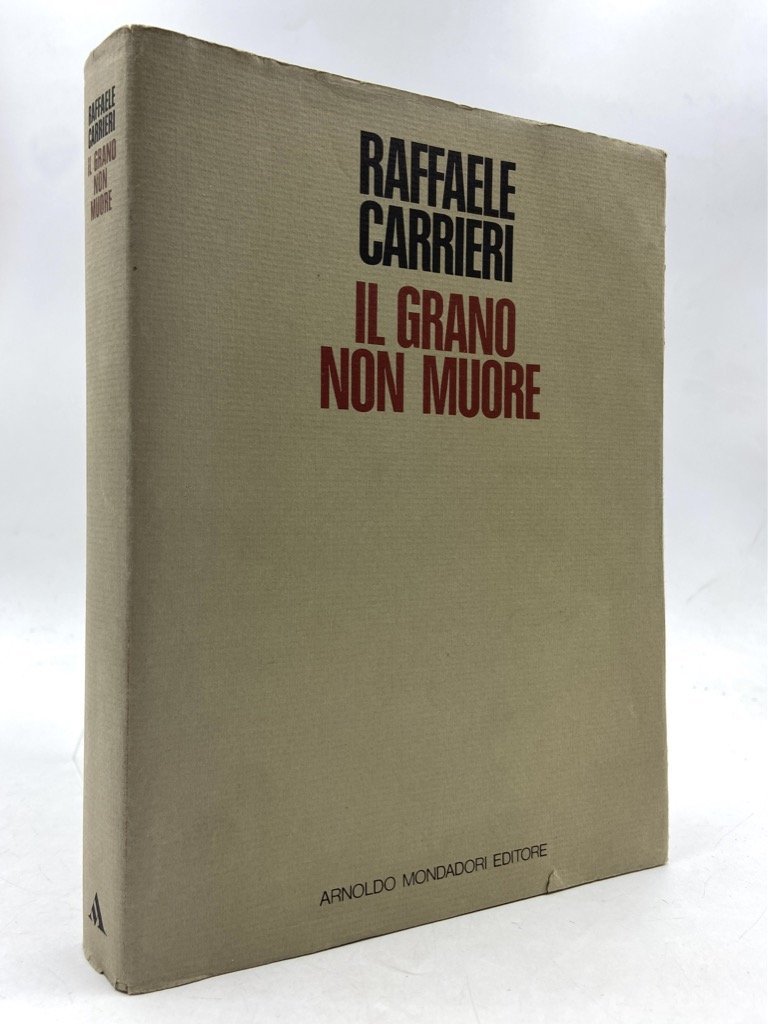 RAFFAELE
CARRIERI
IL GRANO
NON
MUORE
RAFFAELE
CARRIERI
IL GRANO
NON MUORE
ARNOLDO MONDADORI EDITORE